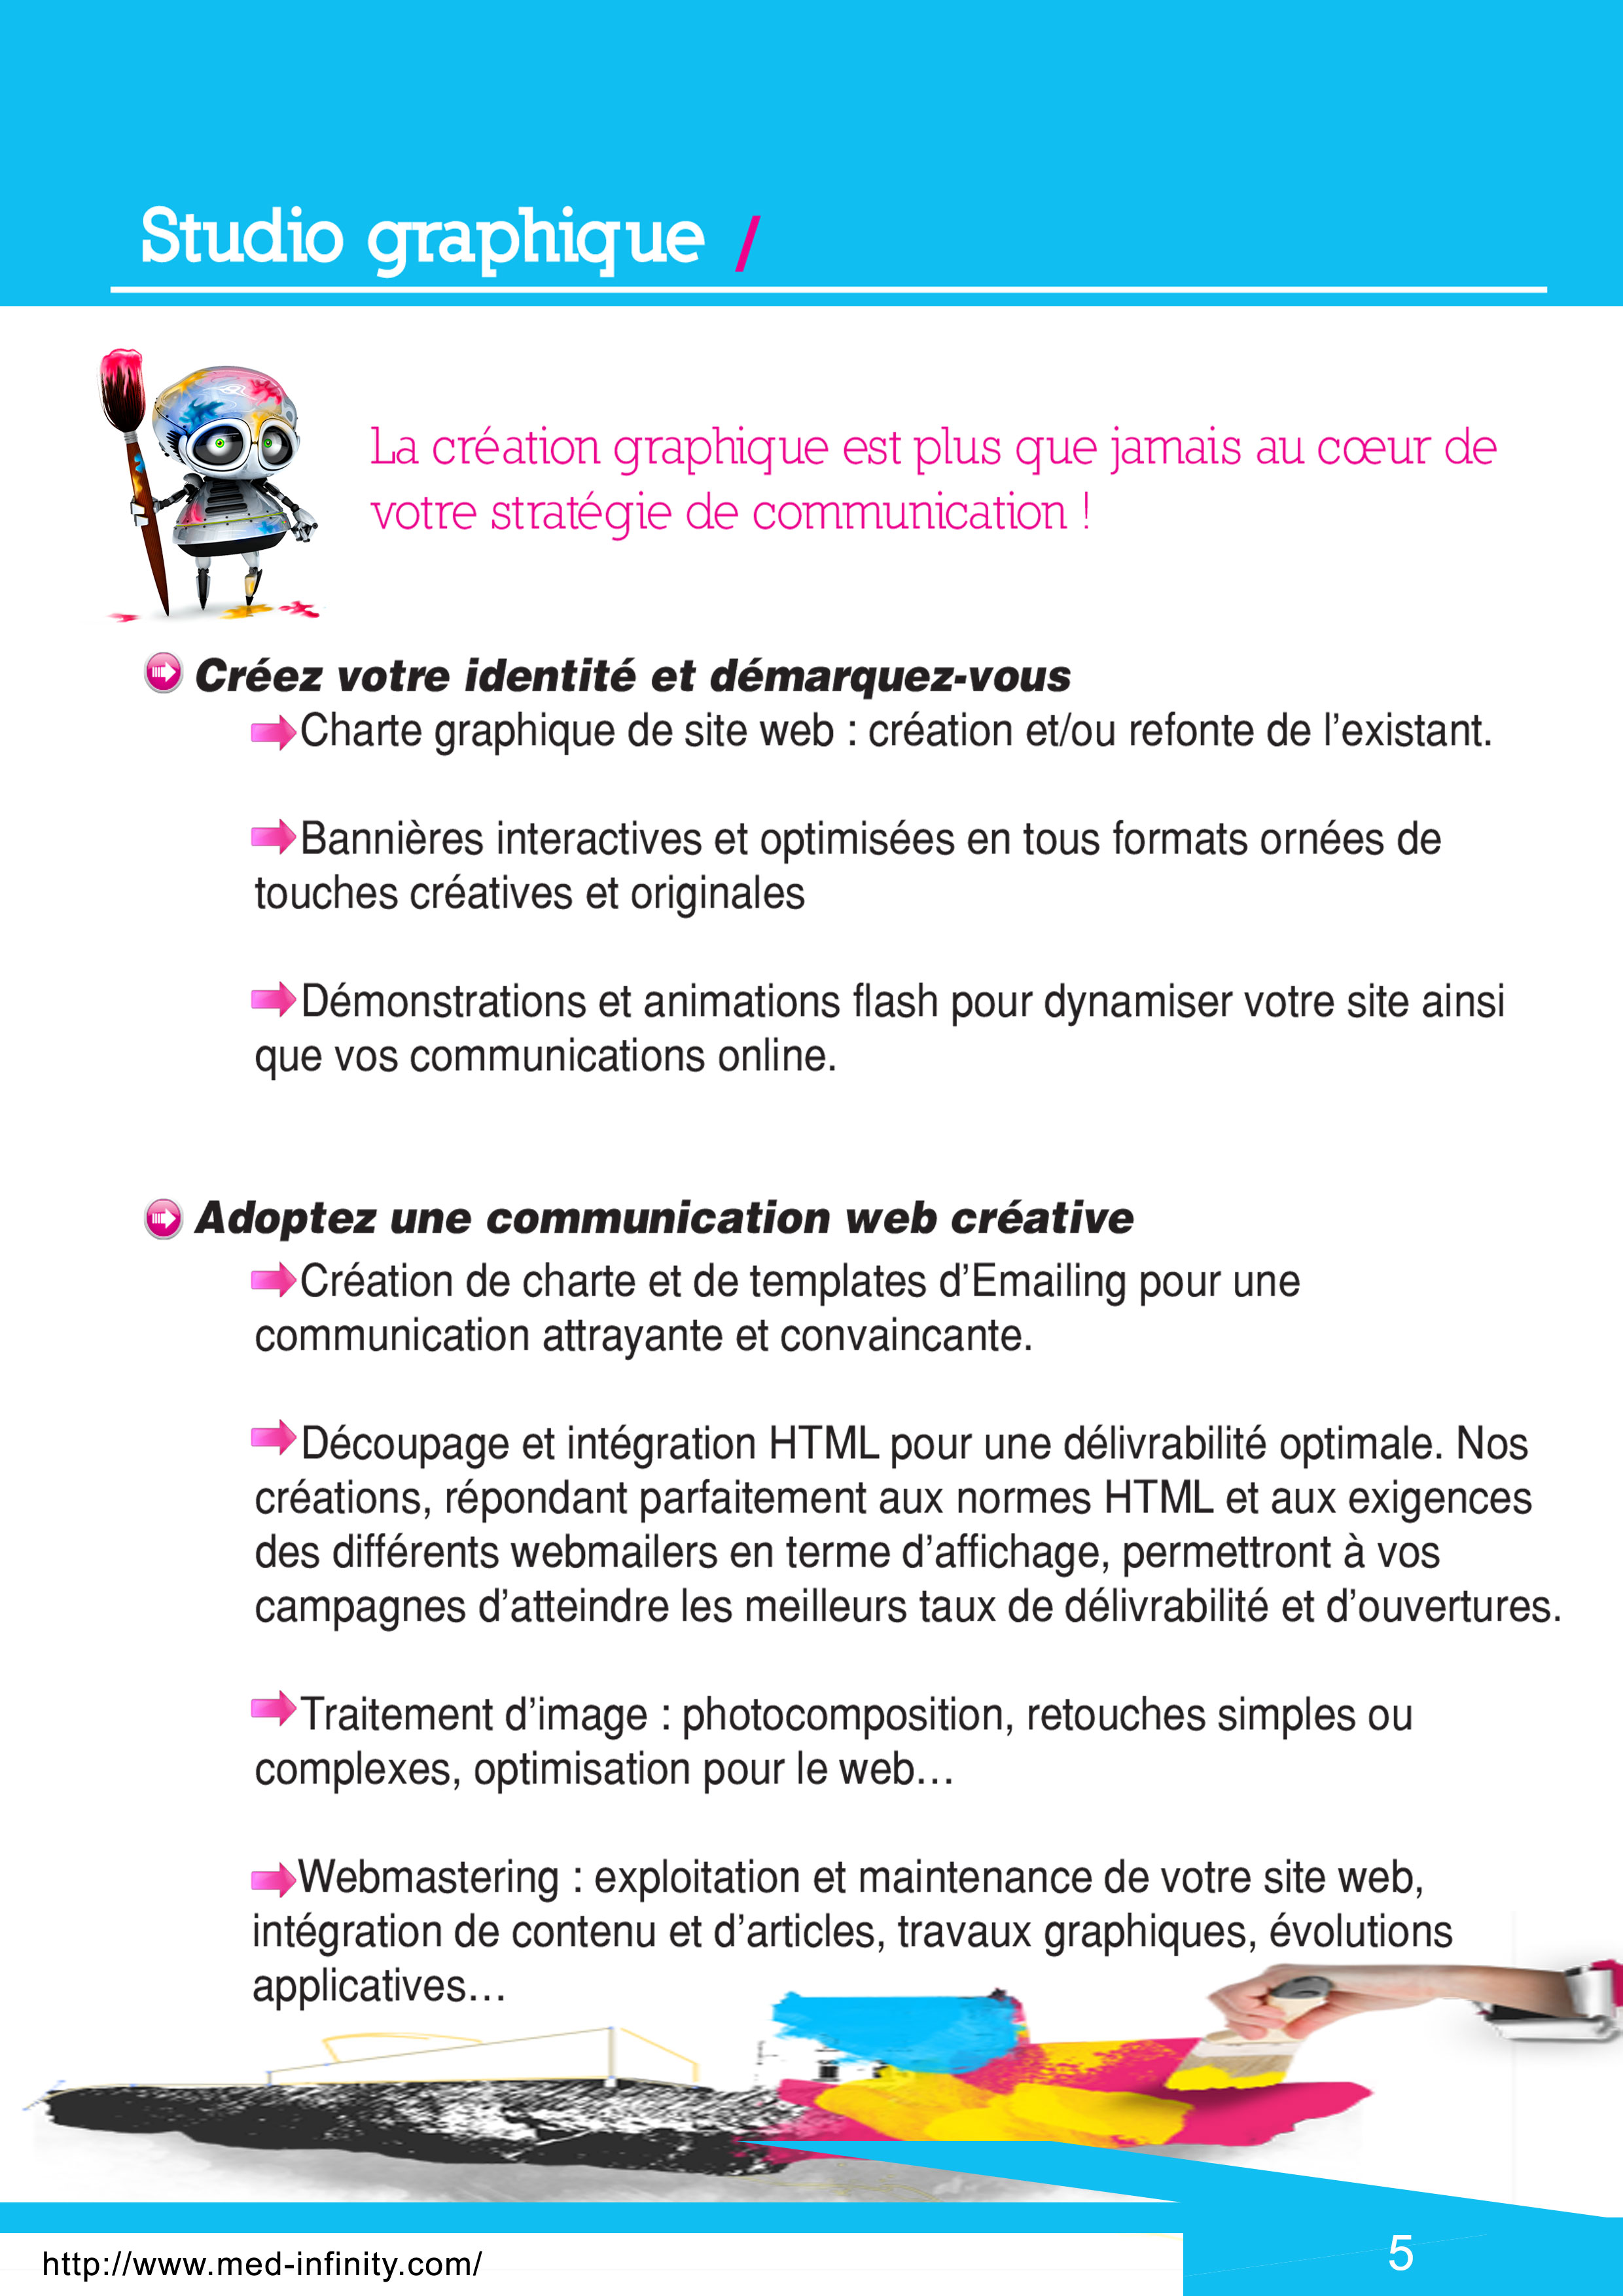 Studio graphique /
La création graphique est plus que jamais au cœur de
votre stratégie de communication !
Créez votre identité et démarquez-vous
Charte graphique de site web : création et/ou refonte de l’existant.
Bannières interactives et optimisées en tous formats ornées de
touches créatives et originales
Démonstrations et animations flash pour dynamiser votre site ainsi
que vos communications online.
Adoptez une communication web créative
Création de charte et de templates d’Emailing pour une
communication attrayante et convaincante.
Découpage et intégration HTML pour une délivrabilité optimale. Nos
créations, répondant parfaitement aux normes HTML et aux exigences
des différents webmailers en terme d’affichage, permettront à vos
campagnes d’atteindre les meilleurs taux de délivrabilité et d’ouvertures.
Traitement d’image : photocomposition, retouches simples ou
complexes, optimisation pour le web…
Webmastering : exploitation et maintenance de votre site web,
intégration de contenu et d’articles, travaux graphiques, évolutions
applicatives…
http://www.med-infinity.com/
5